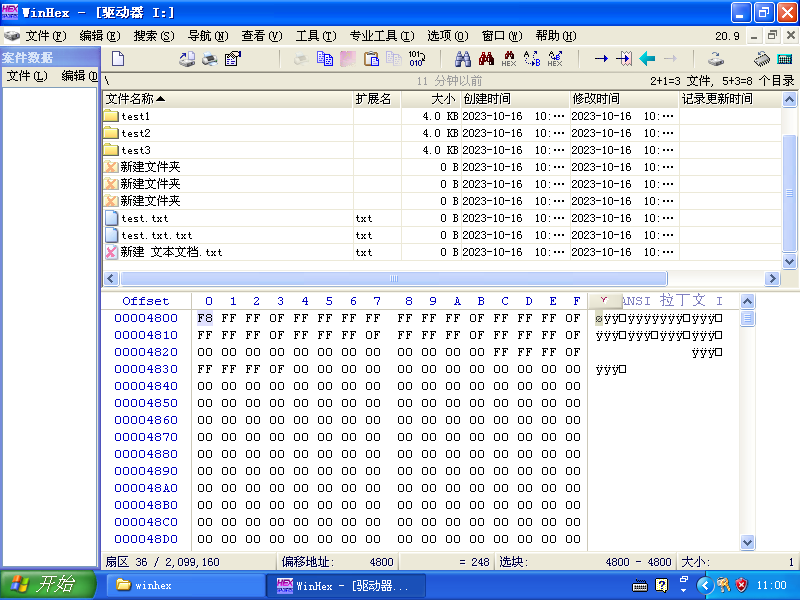 WinHex - [驱动器 I:]
文件(F) 编辑(E) 搜索(S) 导航(N) 查看(V) 工具(T) 专业工具(I) 选项(O) 窗口(W) 帮助(H) 20.9
案件数据
文件(L) 编辑(D
\ 11 分钟以前 2+1=3 文件, 5+3=8 个目录
文件名称 扩展名 大小 创建时间 修改时间 记录更新时间
test1 4.0 KB 2023-10-16 10:... 2023-10-16 10:...
test2 4.0 KB 2023-10-16 10:... 2023-10-16 10:...
test3 4.0 KB 2023-10-16 10:... 2023-10-16 10:...
新建文件夹 0 B 2023-10-16 10:... 2023-10-16 10:...
新建文件夹 0 B 2023-10-16 10:... 2023-10-16 10:...
新建文件夹 0 B 2023-10-16 10:... 2023-10-16 10:...
test.txt txt 0 B 2023-10-16 10:... 2023-10-16 10:...
test.txt.txt txt 0 B 2023-10-16 10:... 2023-10-16 10:...
新建 文本文档.txt txt 0 B 2023-10-16 10:... 2023-10-16 10:...
Offset 0 1 2 3 4 5 6 7 8 9 A B C D E F ANSI 拉丁文 I
00004800 F8 FF FF 0F FF FF FF FF FF FF FF 0F FF FF FF 0F øÿÿ□ÿÿÿÿÿÿÿ□ÿÿÿ□
00004810 FF FF FF 0F FF FF FF 0F FF FF FF 0F FF FF FF 0F ÿÿÿ□ÿÿÿ□ÿÿÿ□ÿÿÿ□
00004820 00 00 00 00 00 00 00 00 00 00 00 00 FF FF FF 0F ÿÿÿ□
00004830 FF FF FF 0F 00 00 00 00 00 00 00 00 00 00 00 00 ÿÿÿ□
00004840 00 00 00 00 00 00 00 00 00 00 00 00 00 00 00 00
00004850 00 00 00 00 00 00 00 00 00 00 00 00 00 00 00 00
00004860 00 00 00 00 00 00 00 00 00 00 00 00 00 00 00 00
00004870 00 00 00 00 00 00 00 00 00 00 00 00 00 00 00 00
00004880 00 00 00 00 00 00 00 00 00 00 00 00 00 00 00 00
00004890 00 00 00 00 00 00 00 00 00 00 00 00 00 00 00 00
000048A0 00 00 00 00 00 00 00 00 00 00 00 00 00 00 00 00
000048B0 00 00 00 00 00 00 00 00 00 00 00 00 00 00 00 00
000048C0 00 00 00 00 00 00 00 00 00 00 00 00 00 00 00 00
000048D0 00 00 00 00 00 00 00 00 00 00 00 00 00 00 00 00
扇区 36 / 2,099,160 偏移地址: 4800 = 248 选块: 4800 - 4800 大小: 1
开始 winhex WinHex - [驱动器... 11:00